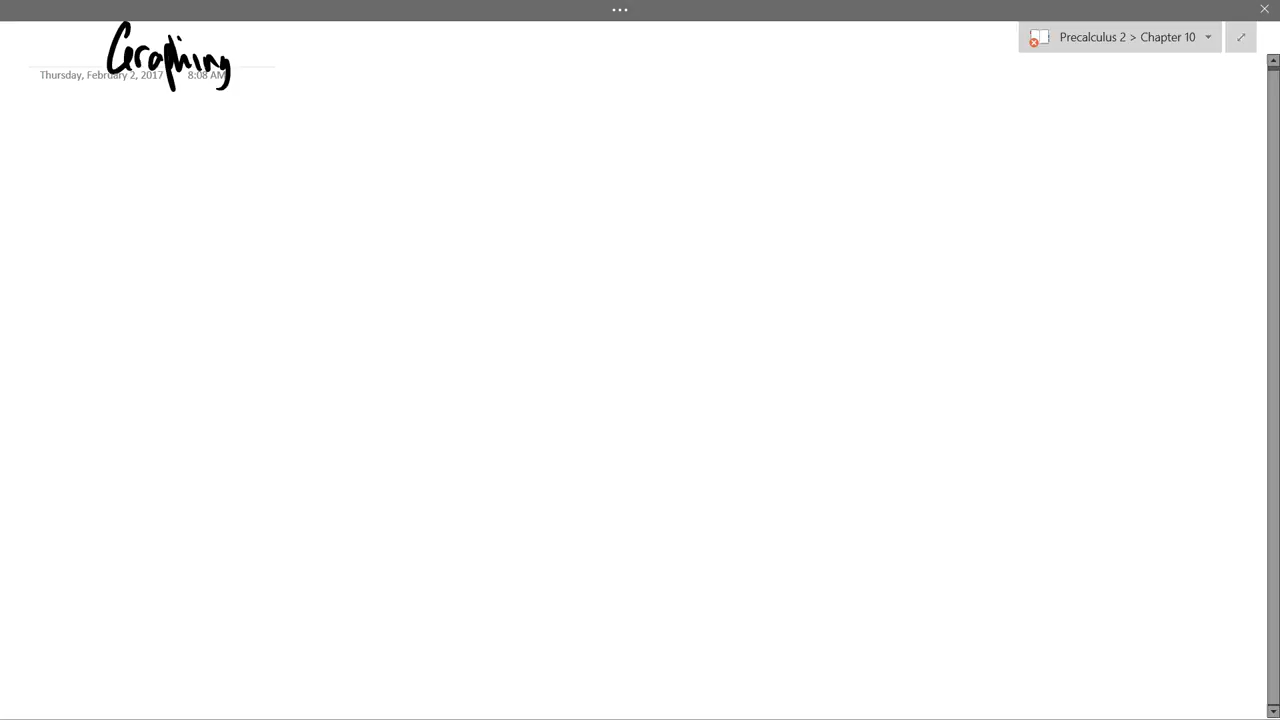 Graphing
Precalculus 2 > Chapter 10
Thursday, February 2, 2017 8:08 AM